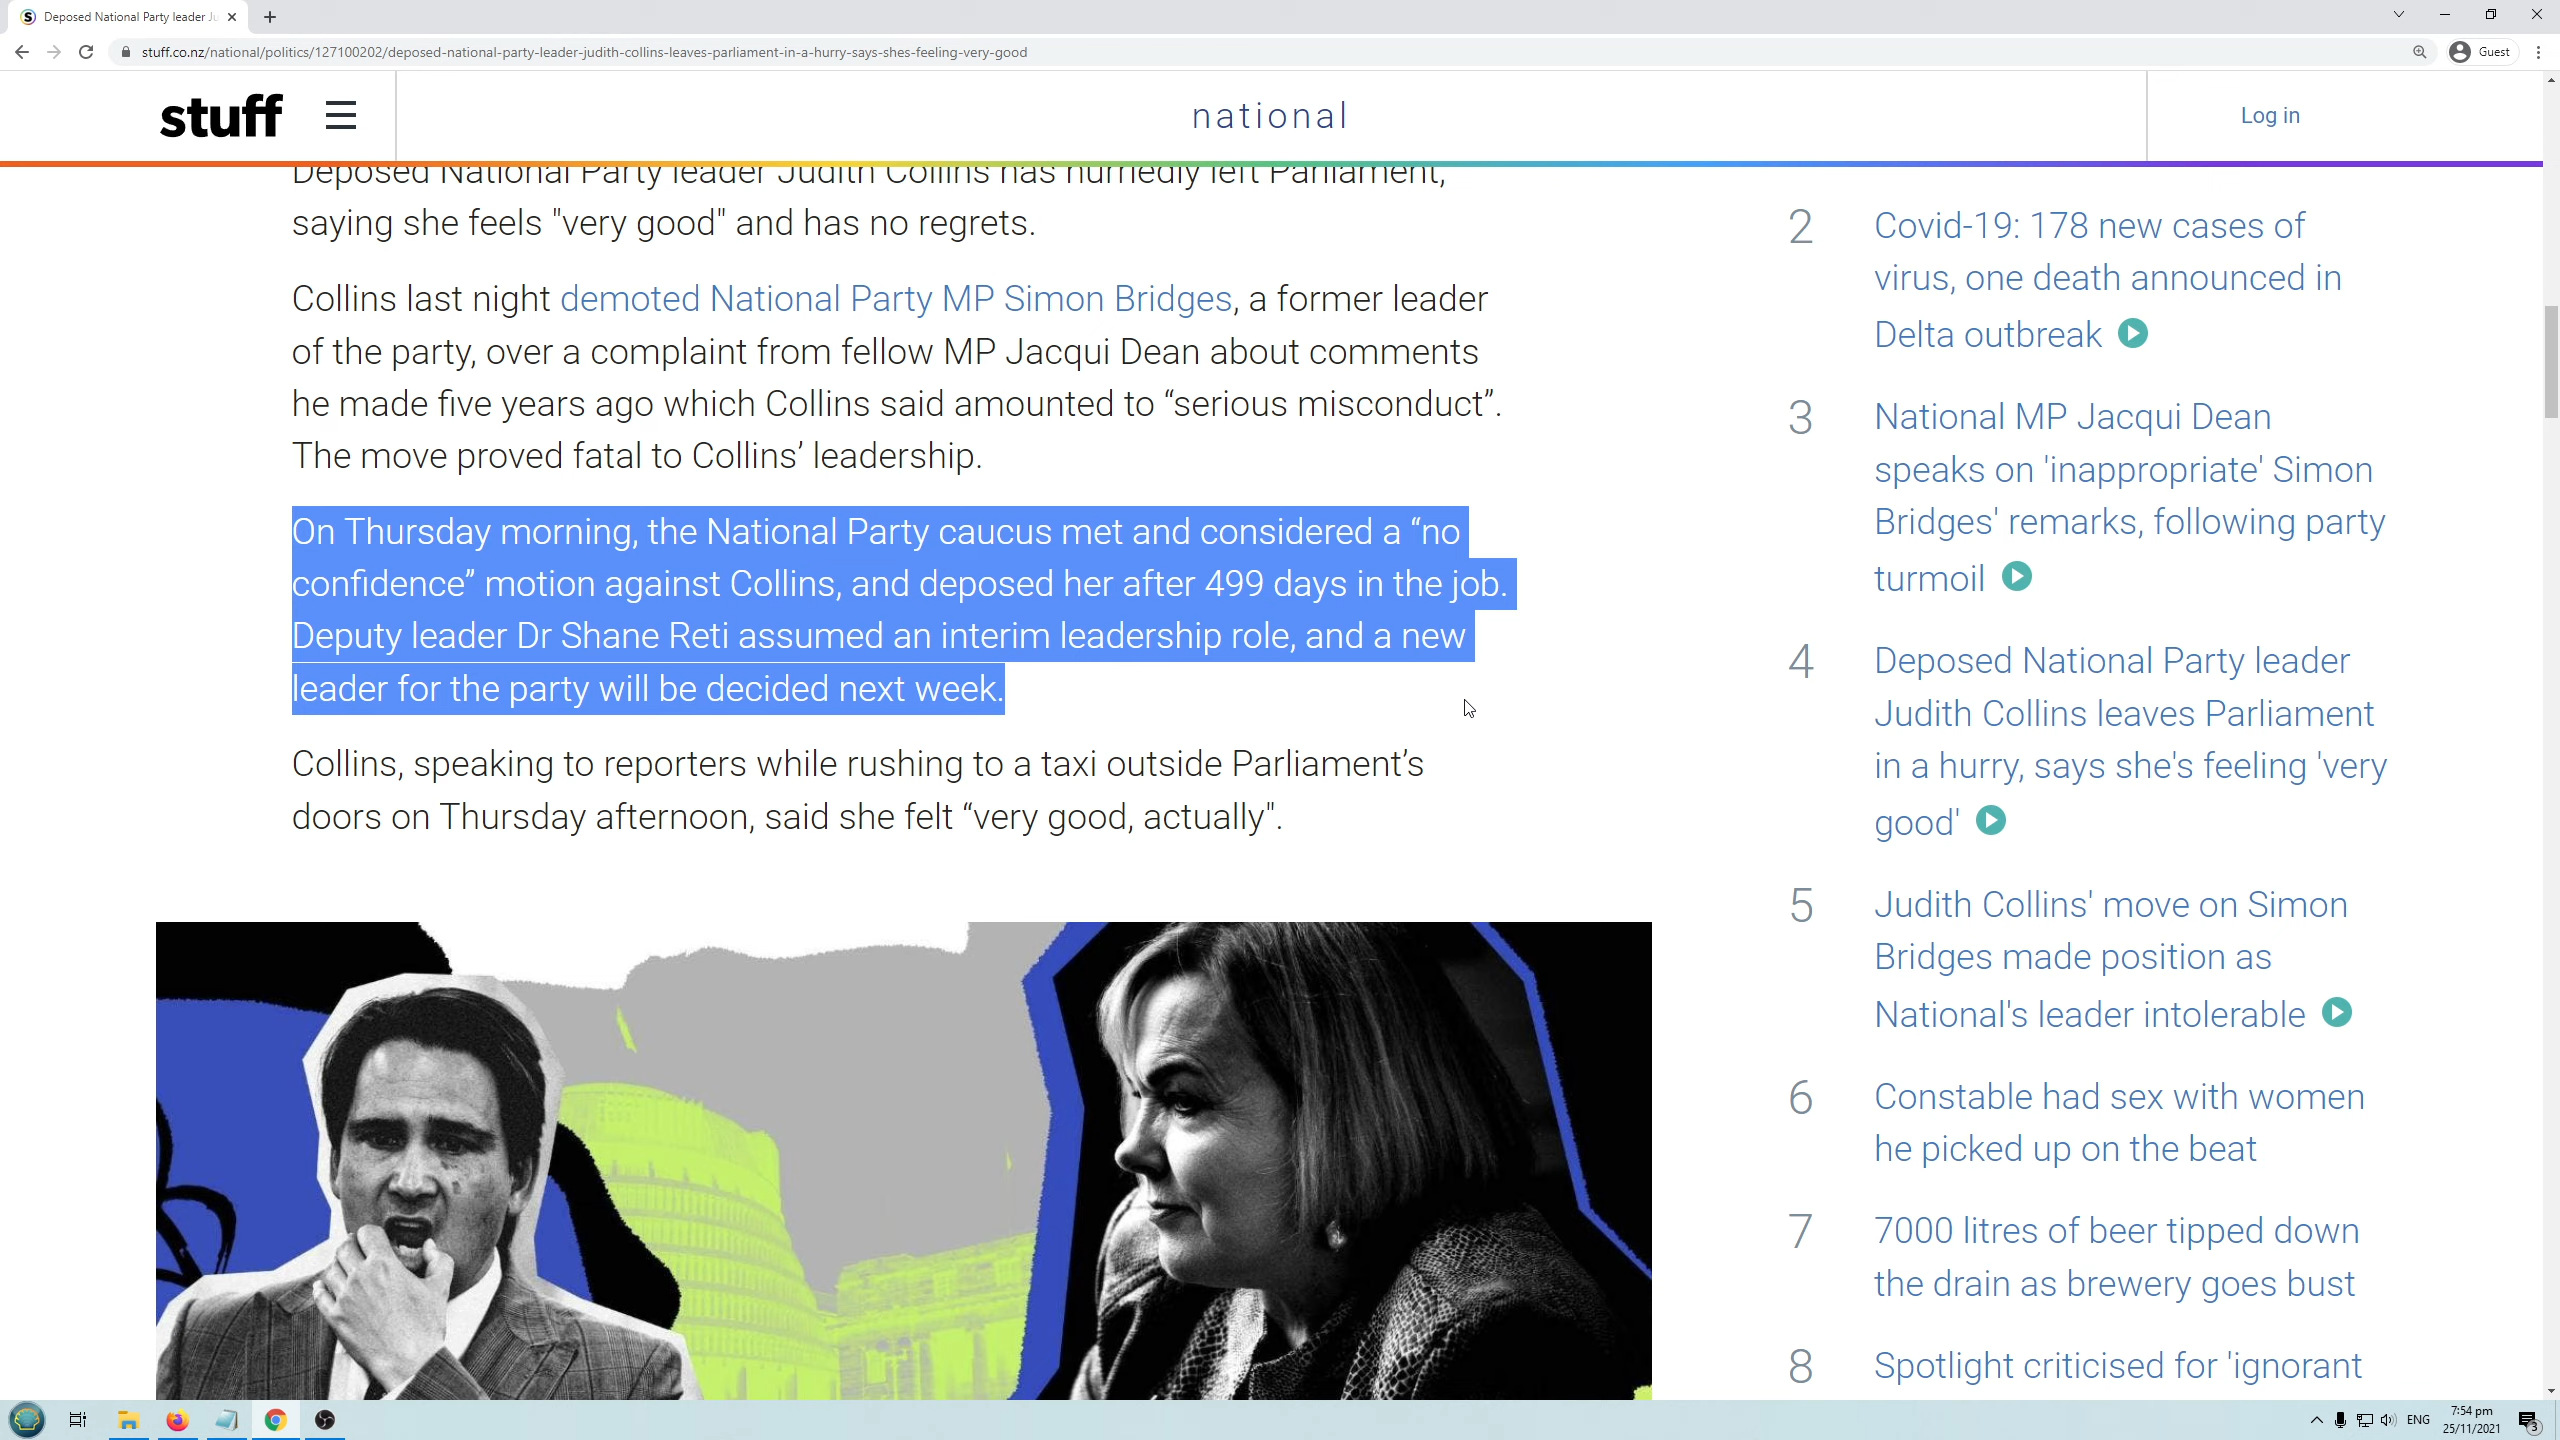 Deposed National Party leader Ju
stuff.co.nz/national/politics/127100202/deposed-national-party-leader-judith-collins-leaves-parliament-in-a-hurry-says-shes-feeling-very-good
Guest
stuff
national
Log in
Deposed National Party leader Judith Collins has hurriedly left Parliament,
saying she feels "very good" and has no regrets.
Collins last night demoted National Party MP Simon Bridges, a former leader
of the party, over a complaint from fellow MP Jacqui Dean about comments
he made five years ago which Collins said amounted to “serious misconduct”.
The move proved fatal to Collins’ leadership.
On Thursday morning, the National Party caucus met and considered a “no
confidence” motion against Collins, and deposed her after 499 days in the job.
Deputy leader Dr Shane Reti assumed an interim leadership role, and a new
leader for the party will be decided next week.
Collins, speaking to reporters while rushing to a taxi outside Parliament’s
doors on Thursday afternoon, said she felt “very good, actually".
2 Covid-19: 178 new cases of
virus, one death announced in
Delta outbreak
3 National MP Jacqui Dean
speaks on 'inappropriate' Simon
Bridges' remarks, following party
turmoil
4 Deposed National Party leader
Judith Collins leaves Parliament
in a hurry, says she's feeling 'very
good'
5 Judith Collins' move on Simon
Bridges made position as
National's leader intolerable
6 Constable had sex with women
he picked up on the beat
7 7000 litres of beer tipped down
the drain as brewery goes bust
8 Spotlight criticised for 'ignorant
ENG
7:54 pm
25/11/2021
3